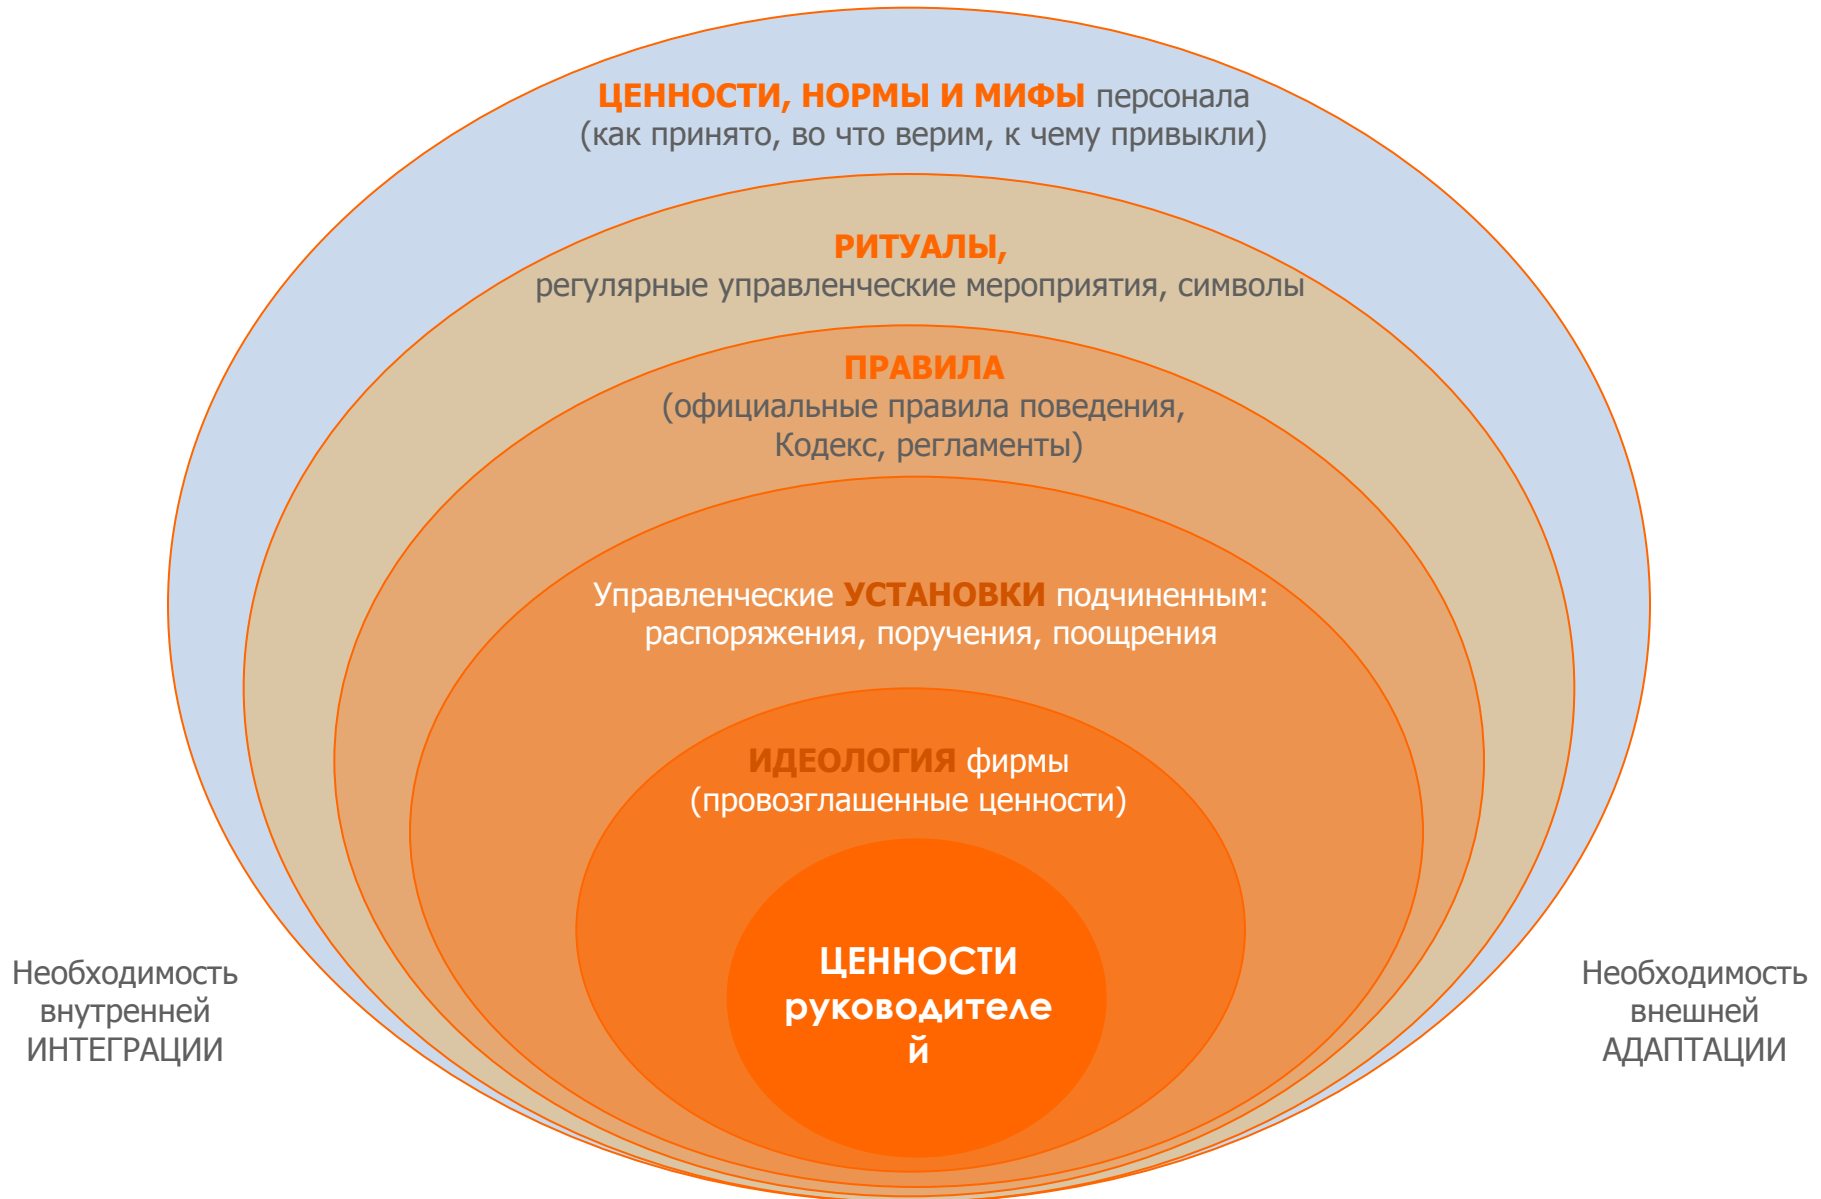 ЦЕННОСТИ, НОРМЫ И МИФЫ персонала
(как принято, во что верим, к чему привыкли)
РИТУАЛЫ,
регулярные управленческие мероприятия, символы
ПРАВИЛА
(официальные правила поведения,
Кодекс, регламенты)
Управленческие УСТАНОВКИ подчиненным:
распоряжения, поручения, поощрения
ИДЕОЛОГИЯ фирмы
(провозглашенные ценности)
ЦЕННОСТИ
руководителе
й
Необходимость
внутренней
ИНТЕГРАЦИИ
Необходимость
внешней
АДАПТАЦИИ